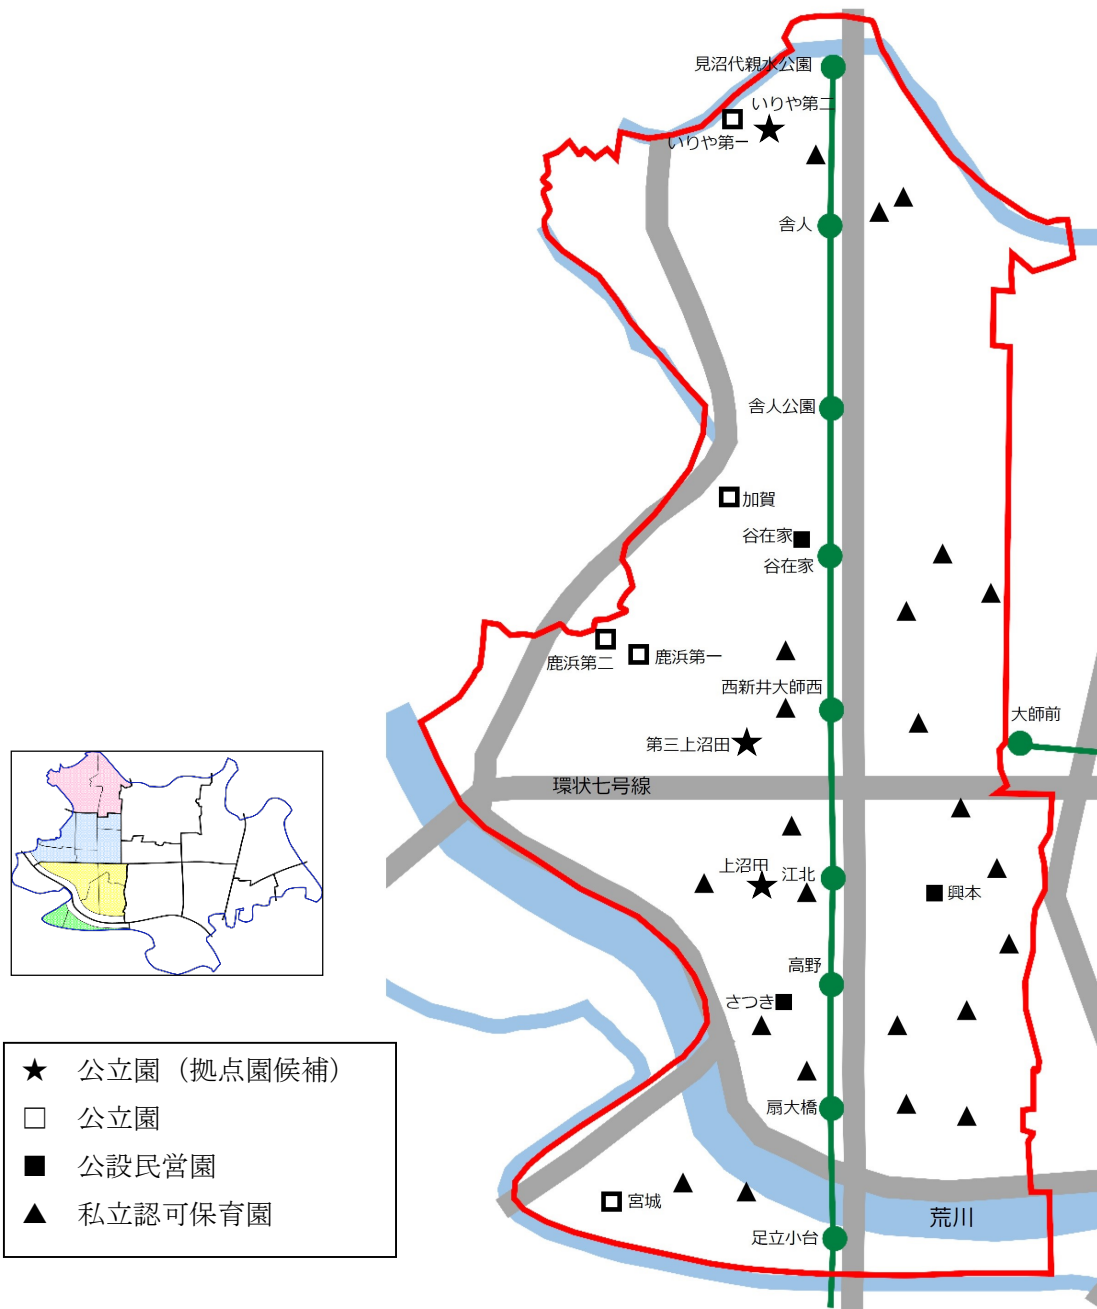 見沼代親水公園
いりや第二
いりや第一
舎人
舎人公園
加賀
谷在家
谷在家
鹿浜第二
鹿浜第一
西新井大師西
大師前
第三上沼田
環状七号線
上沼田
江北
興本
高野
さつき
扇大橋
宮城
荒川
足立小台
★ 公立園（拠点園候補）
□ 公立園
■ 公設民営園
▲ 私立認可保育園